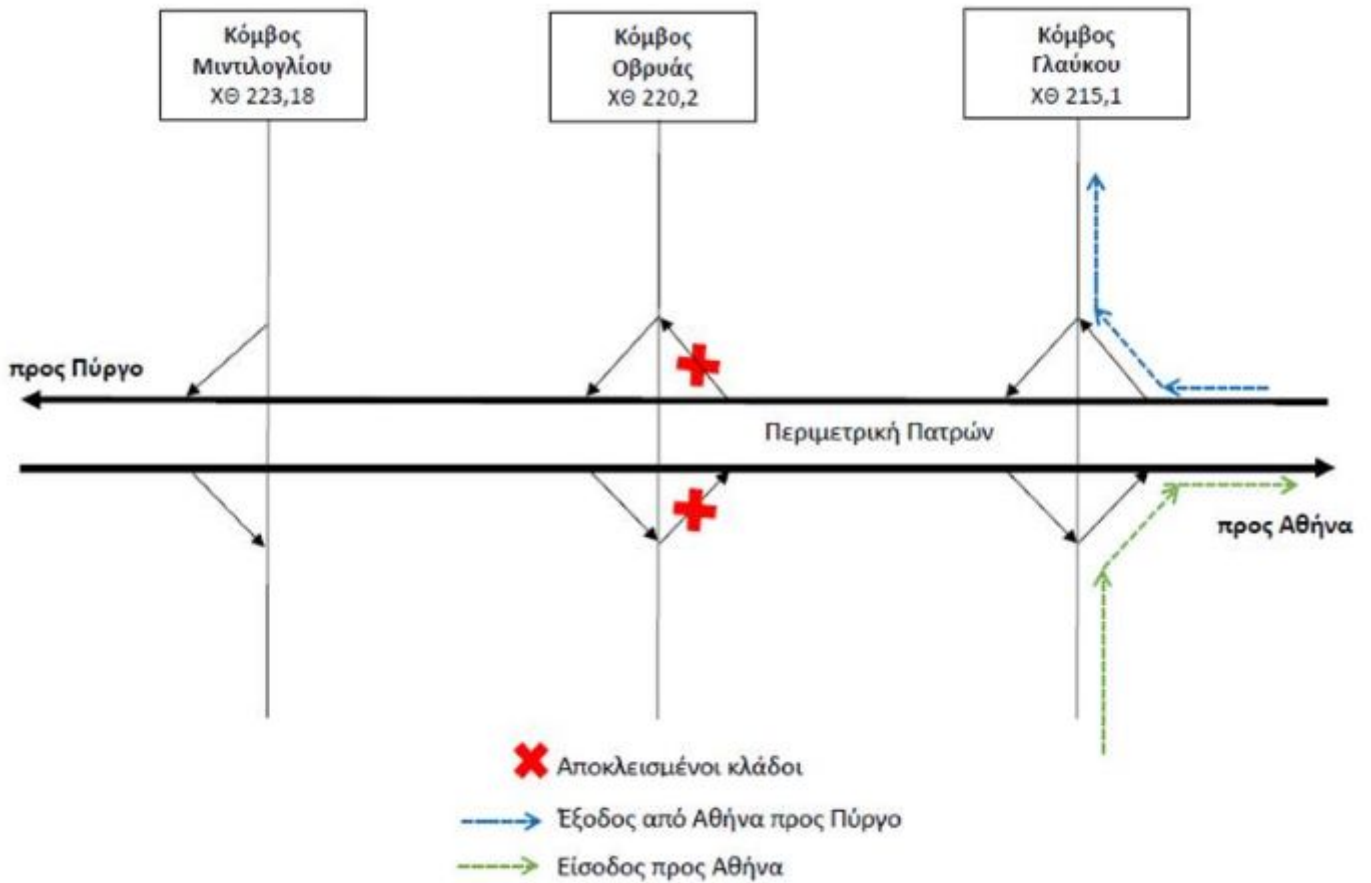 Κόμβος
Μιντιλογλίου
ΧΘ 223,18
Κόμβος
Οβρυάς
ΧΘ 220,2
Κόμβος
Γλαύκου
ΧΘ 215,1
προς Πύργο
Περιμετρική Πατρών
προς Αθήνα
Αποκλεισμένοι κλάδοι
Έξοδος από Αθήνα προς Πύργο
Είσοδος προς Αθήνα